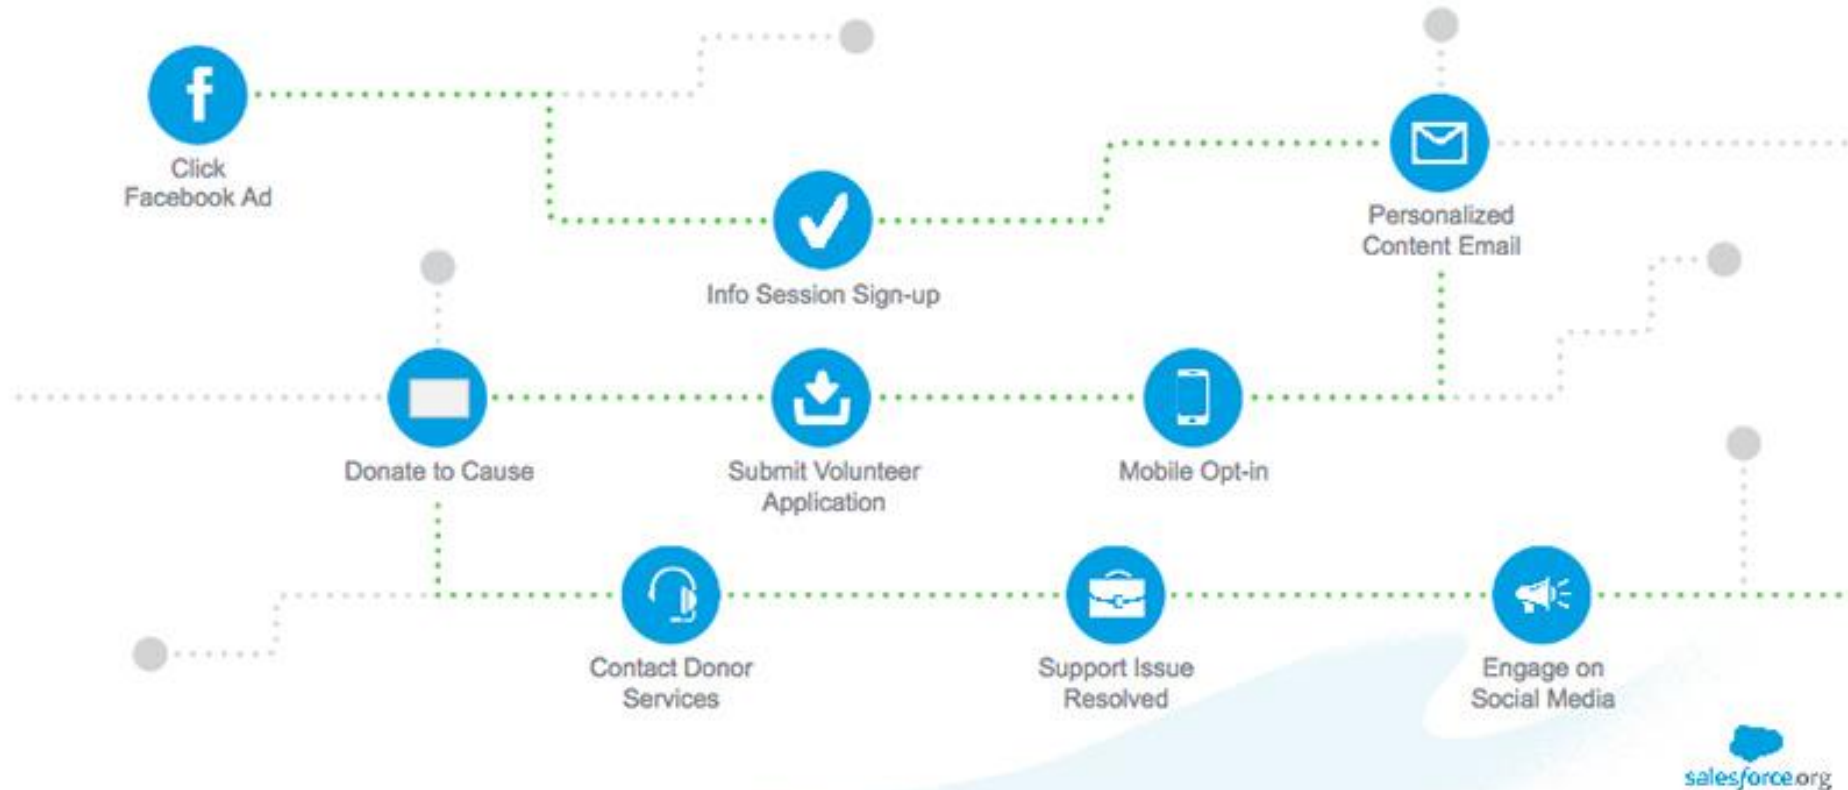 Click
Facebook Ad
Info Session Sign-up
Personalized
Content Email
Mobile Opt-in
Submit Volunteer
Application
Donate to Cause
Contact Donor
Services
Support Issue
Resolved
Engage on
Social Media
salesforce.org